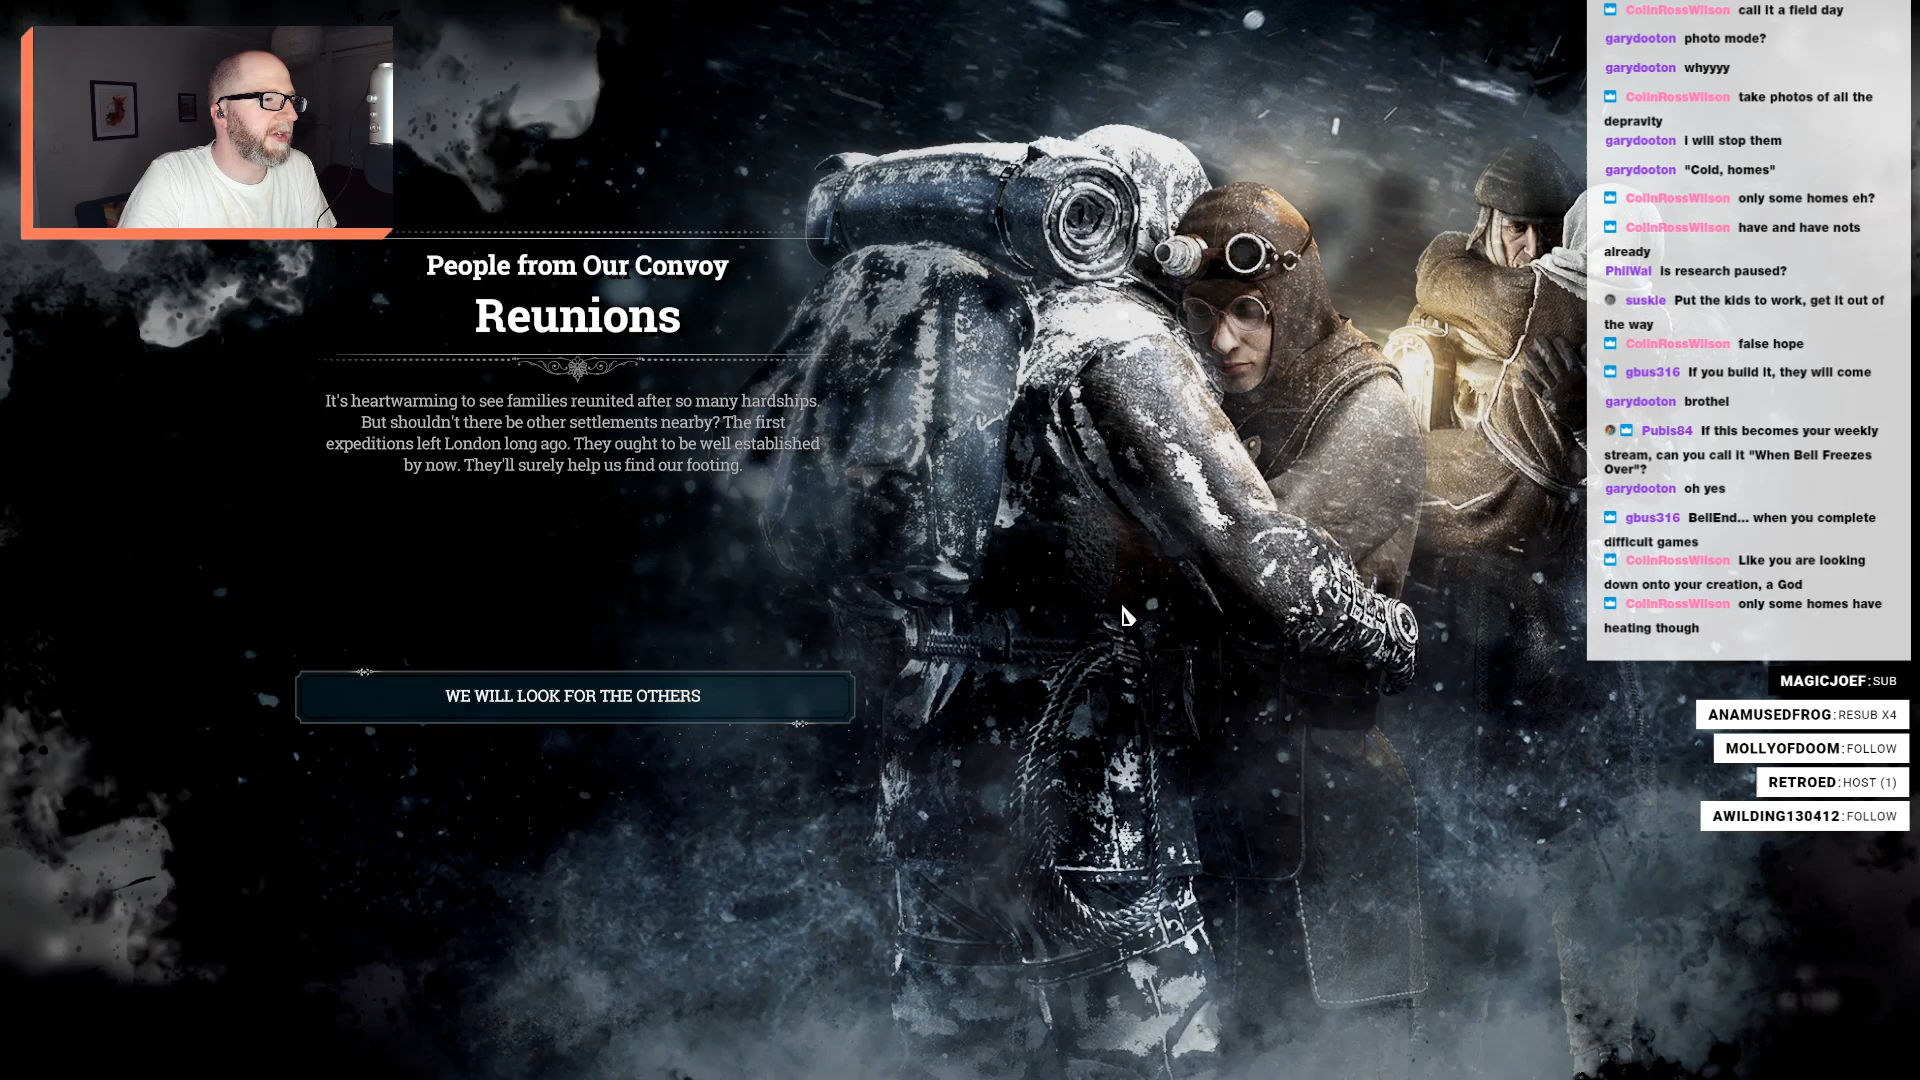 People from Our Convoy
Reunions
It's heartwarming to see families reunited after so many hardships.
But shouldn't there be other settlements nearby? The first
expeditions left London long ago. They ought to be well established
by now. They'll surely help us find our footing.
WE WILL LOOK FOR THE OTHERS
ColinRossWilson call it a field day
garydooton photo mode?
garydooton whyyyy
ColinRossWilson take photos of all the
depravity
garydooton I will stop them
garydooton "Cold, homes"
ColinRossWilson only some homes eh?
ColinRossWilson have and have nots
already
PhilWal is research paused?
suskie Put the kids to work, get it out of
the way
ColinRossWilson false hope
gbus316 If you build it, they will come
garydooton brothel
Pubis84 If this becomes your weekly
stream, can you call it "When Bell Freezes
Over"?
garydooton oh yes
gbus316 BellEnd... when you complete
difficult games
ColinRossWilson Like you are looking
down onto your creation, a God
ColinRossWilson only some homes have
heating though
MAGICJOEF:SUB
ANAMUSEDFROG:RESUB X4
MOLLYOFDOOM:FOLLOW
RETROED:HOST (1)
AWILDING130412:FOLLOW